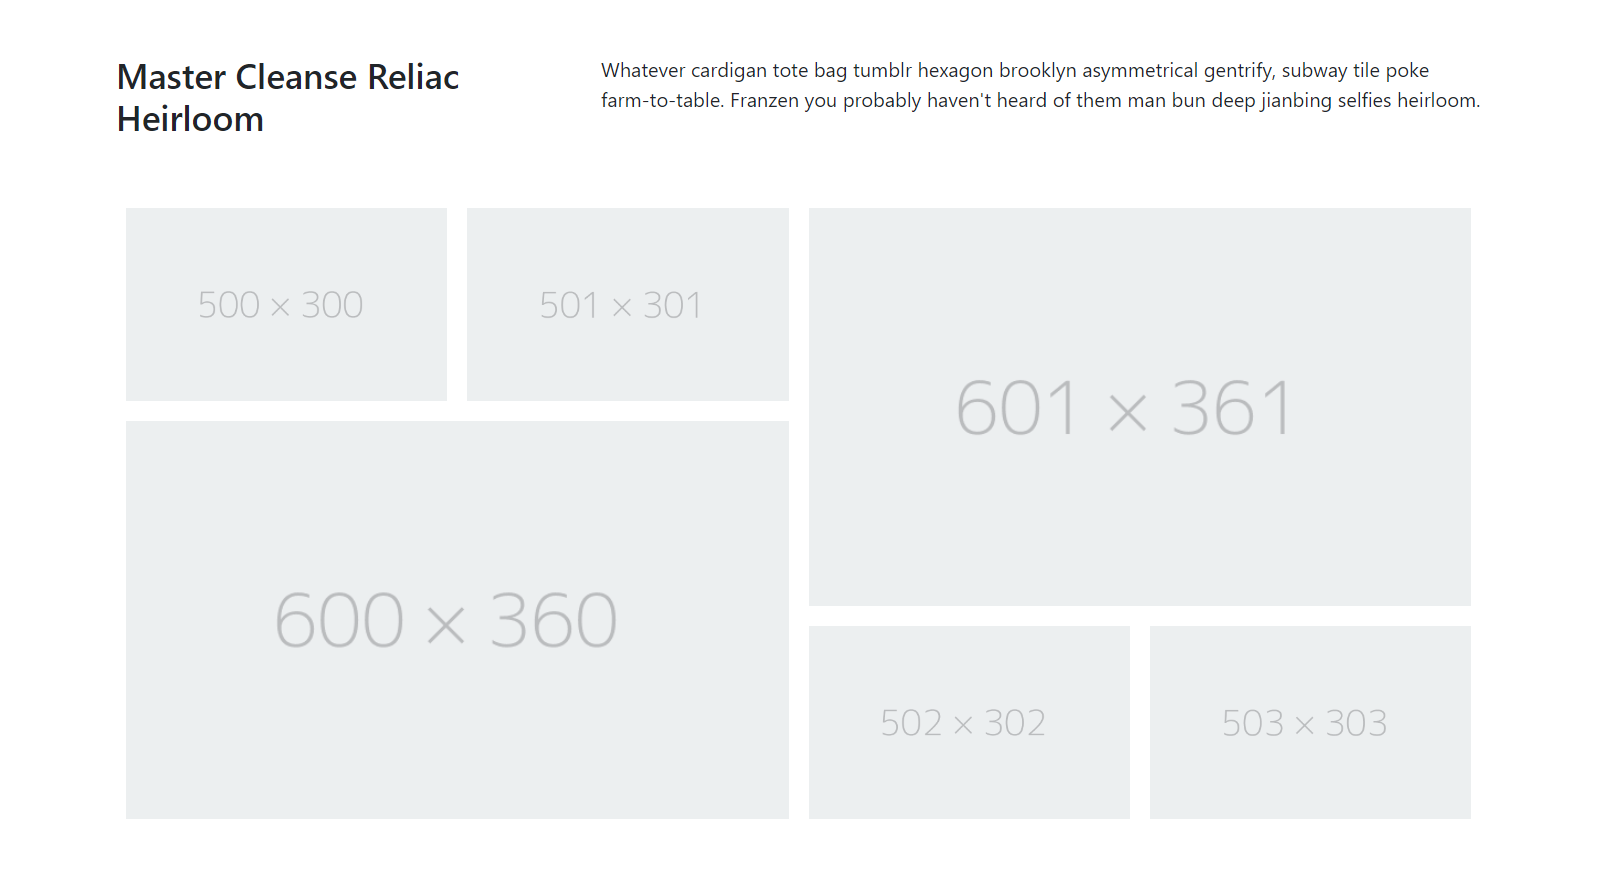 Master Cleanse Reliac
Heirloom
Whatever cardigan tote bag tumblr hexagon brooklyn asymmetrical gentrify, subway tile poke
farm-to-table. Franzen you probably haven't heard of them man bun deep jianbing selfies heirloom.
500 × 300
501 × 301
601 × 361
600 × 360
502 × 302
503 × 303